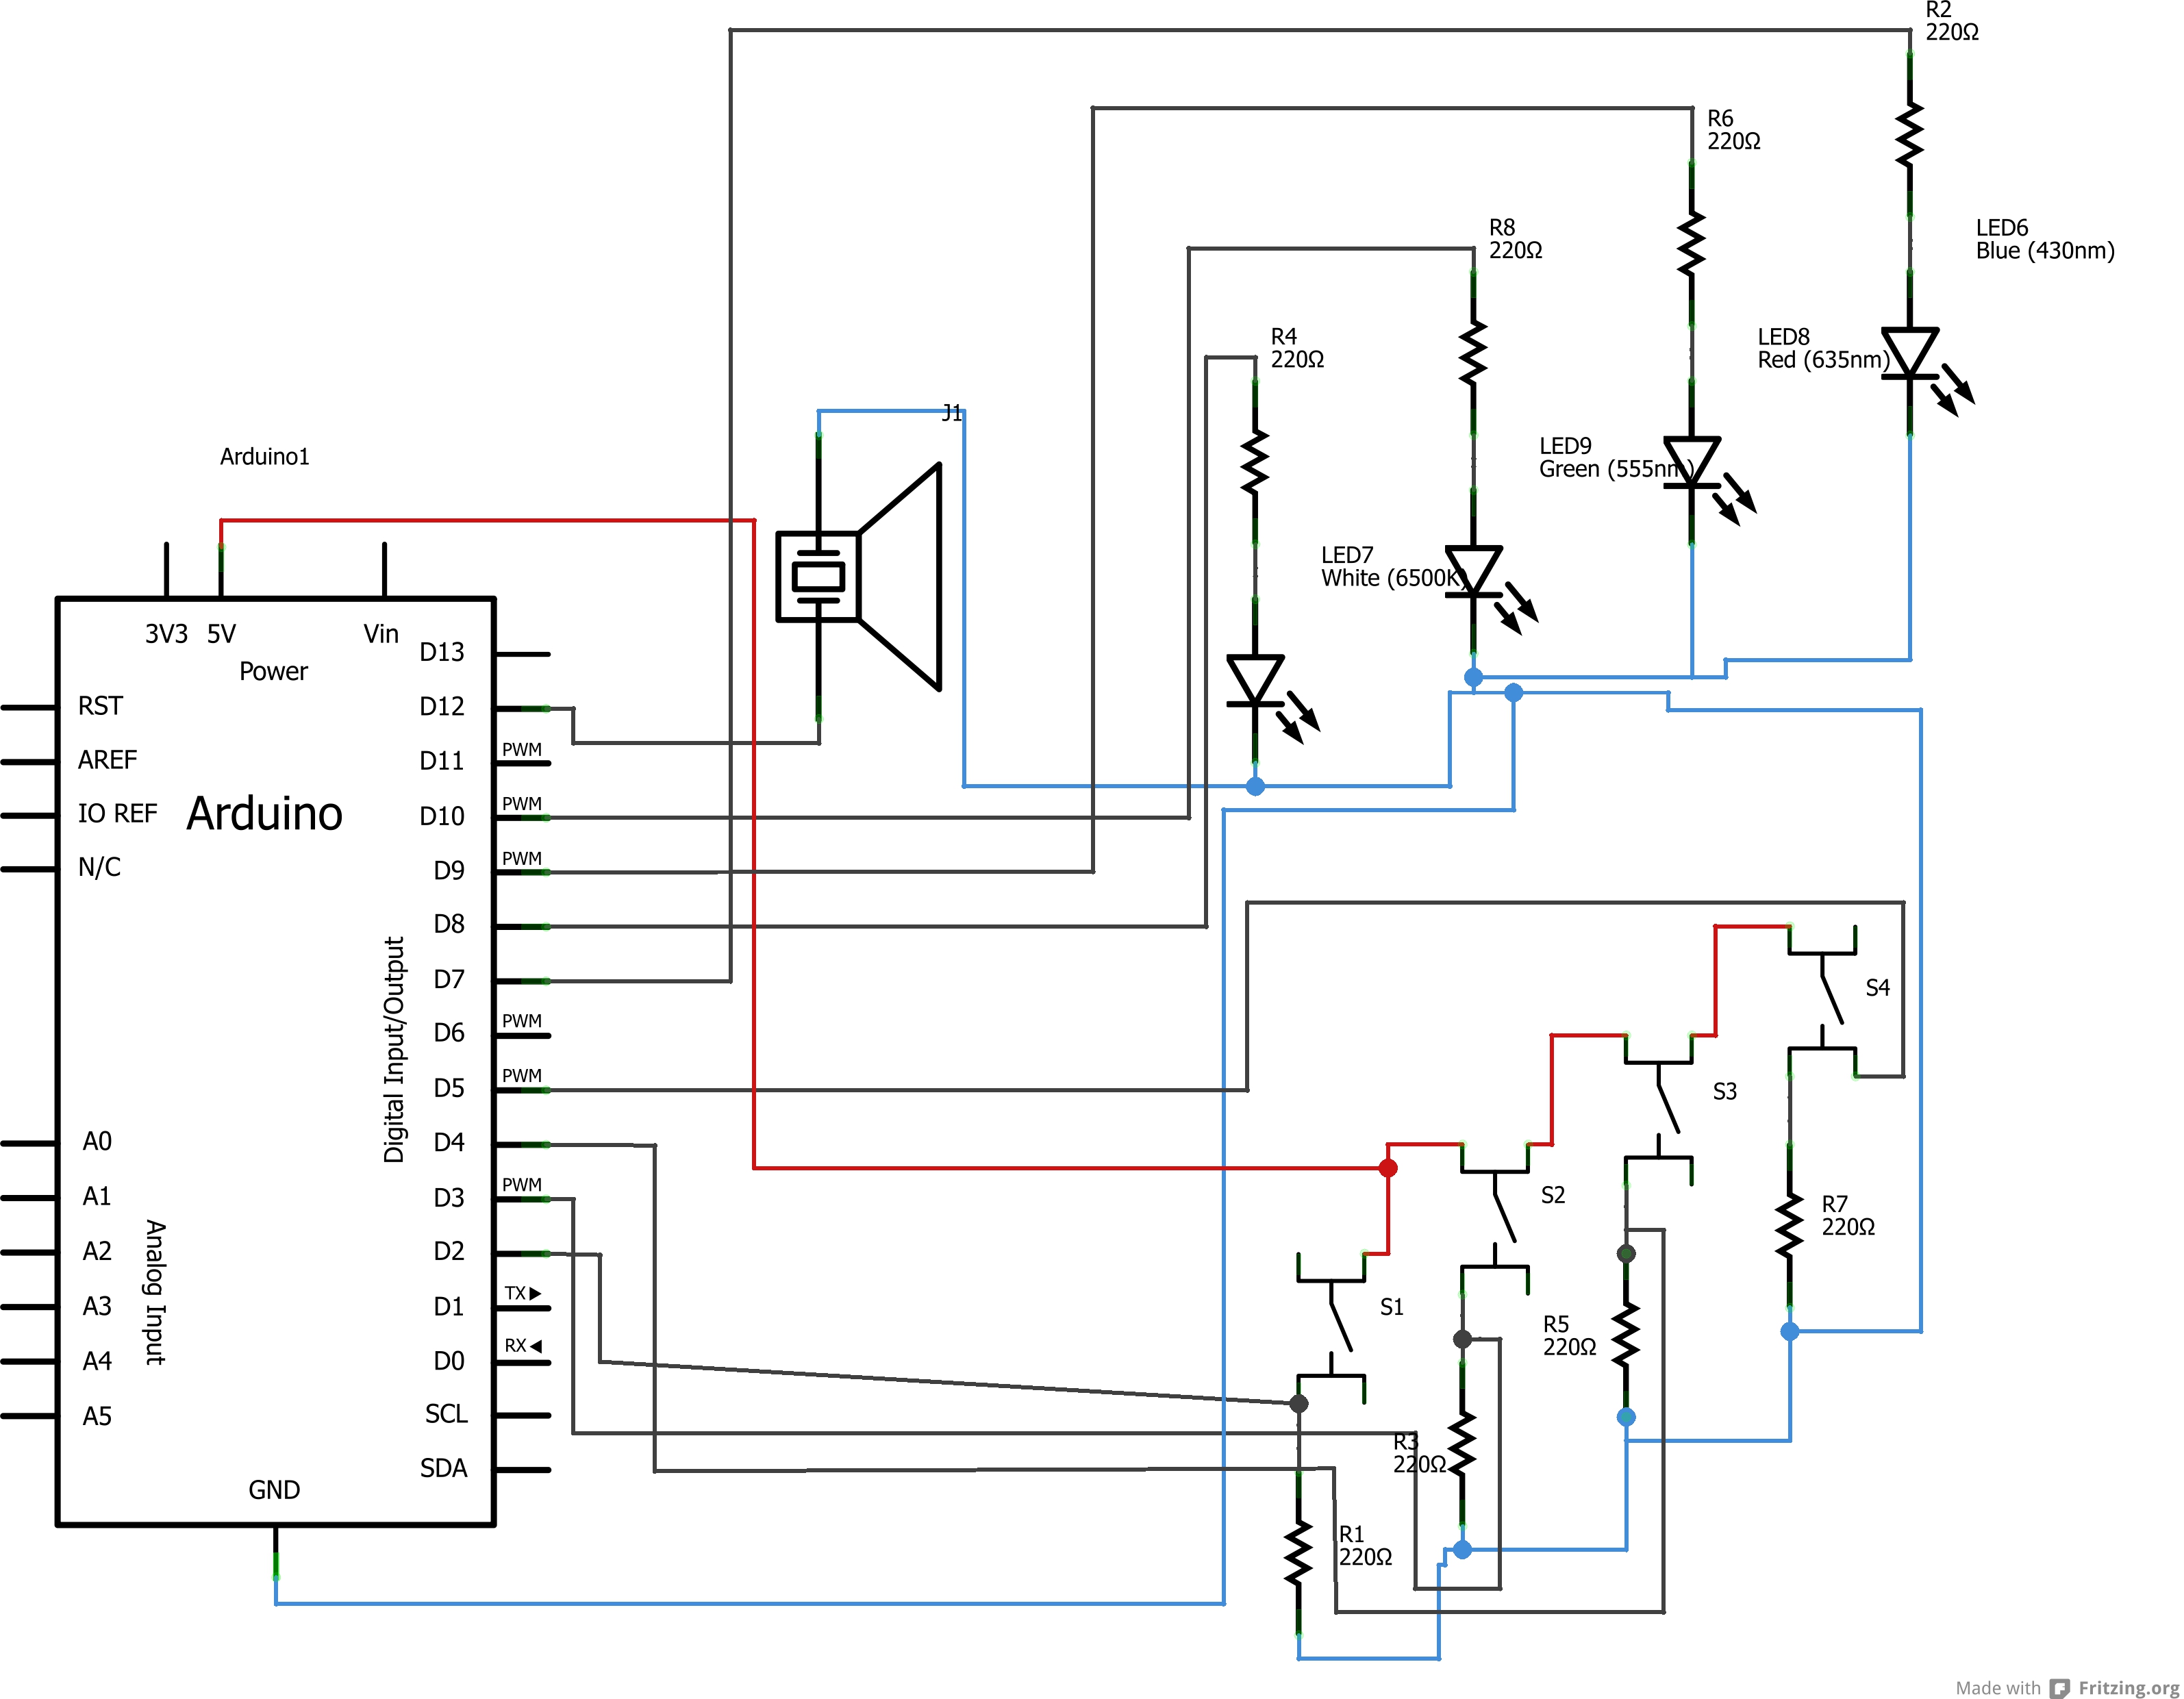 R2
220Ω
R6
220Ω
R8
220Ω
LED6
Blue (430nm)
R4
220Ω
LED8
Red (635nm)
J1
LED9
Green (555nm)
Arduino1
LED7
White (6500K)
3V3 5V Vin
Power
D13
RST
D12
AREF
D11 PWM
IO REF
Arduino
D10 PWM
N/C
D9 PWM
D8
D7
S4
D6 PWM
D5 PWM
S3
Digital Input/Output
A0
D4
A1
D3 PWM
S2
R7
220Ω
A2
D2
Analog Input
A3
D1 TX
S1
R5
220Ω
A4
D0 RX
A5
SCL
R3
220Ω
SDA
GND
R1
220Ω
Made with Fritzing.org